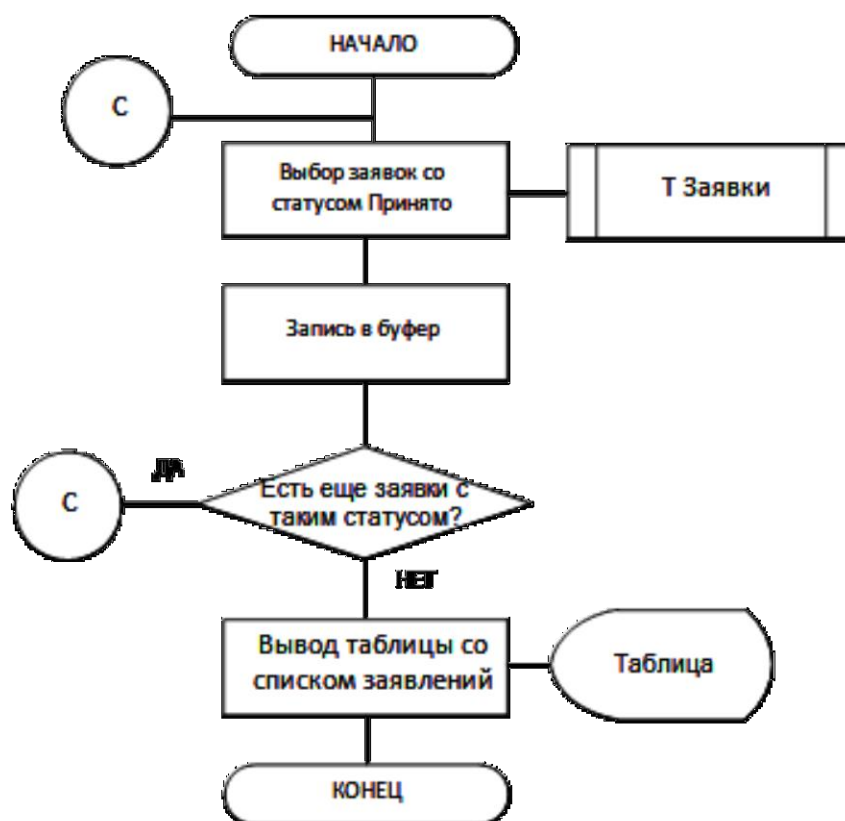 НАЧАЛО
С
Выбор заявок со
статусом Принято
Т Заявки
Запись в буфер
ДА
С
Есть еще заявки с
таким статусом?
НЕТ
Вывод таблицы со
списком заявлений
Таблица
КОНЕЦ